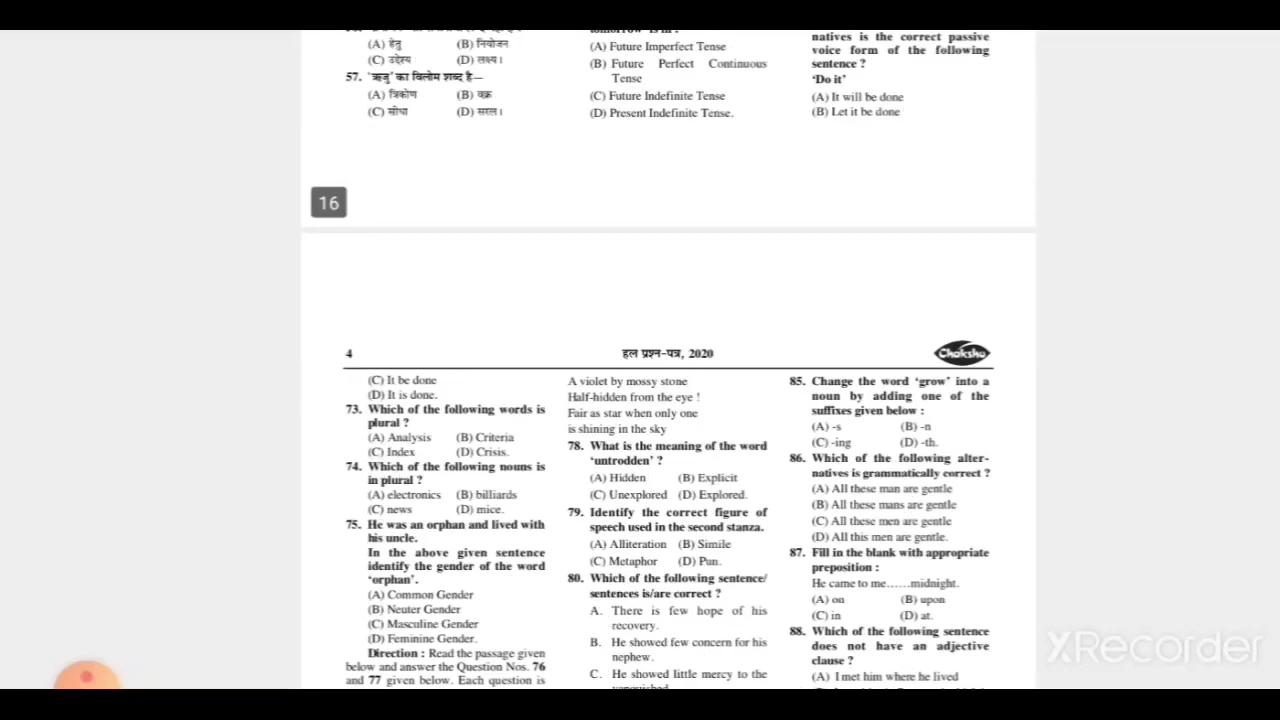 (A) हेतु (B) नियोजन
(C) उद्देश्य (D) लक्ष्य।
57. 'ऋजु' का विलोम शब्द है—
(A) त्रिकोण (B) वक्र
(C) सीधा (D) सरल।
tomorrow is in ?
(A) Future Imperfect Tense
(B) Future Perfect Continuous
Tense
(C) Future Indefinite Tense
(D) Present Indefinite Tense.
natives is the correct passive
voice form of the following
sentence ?
'Do it'
(A) It will be done
(B) Let it be done
16
4
हल प्रश्न-पत्र, 2020
Chakshu
(C) It be done
(D) It is done.
73. Which of the following words is
plural ?
(A) Analysis (B) Criteria
(C) Index (D) Crisis.
74. Which of the following nouns is
in plural ?
(A) electronics (B) billiards
(C) news (D) mice.
75. He was an orphan and lived with
his uncle.
In the above given sentence
identify the gender of the word
'orphan'.
(A) Common Gender
(B) Neuter Gender
(C) Masculine Gender
(D) Feminine Gender.
Direction : Read the passage given
below and answer the Question Nos. 76
and 77 given below. Each question is
A violet by mossy stone
Half-hidden from the eye !
Fair as star when only one
is shining in the sky
78. What is the meaning of the word
'untrodden' ?
(A) Hidden (B) Explicit
(C) Unexplored (D) Explored.
79. Identify the correct figure of
speech used in the second stanza.
(A) Alliteration (B) Simile
(C) Metaphor (D) Pun.
80. Which of the following sentence/
sentences is/are correct ?
A. There is few hope of his
recovery.
B. He showed few concern for his
nephew.
C. He showed little mercy to the
vanquished
85. Change the word 'grow' into a
noun by adding one of the
suffixes given below :
(A) -s (B) -n
(C) -ing (D) -th.
86. Which of the following alter-
natives is grammatically correct ?
(A) All these man are gentle
(B) All these mans are gentle
(C) All these men are gentle
(D) All this men are gentle.
87. Fill in the blank with appropriate
preposition :
He came to me......midnight.
(A) on (B) upon
(C) in (D) at.
88. Which of the following sentence
does not have an adjective
clause ?
(A) I met him where he lived
XRecorder